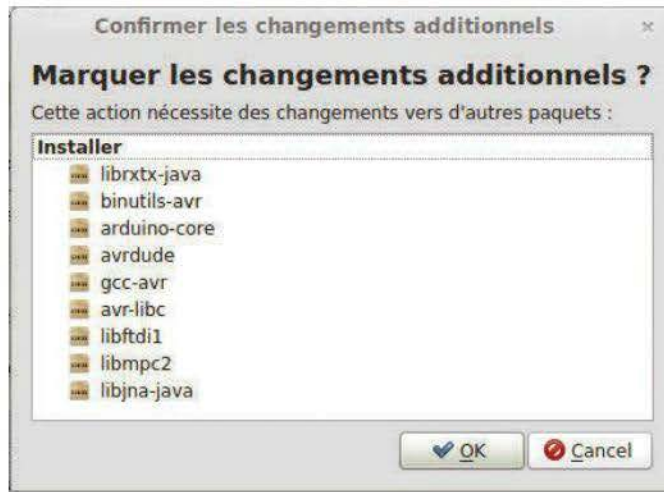 Confirmer les changements additionnels
Marquer les changements additionnels ?
Cette action nécessite des changements vers d'autres paquets :
Installer
librxtx-java
binutils-avr
arduino-core
avrdude
gcc-avr
avr-libc
libftdi1
libmpc2
libjna-java
OK Cancel